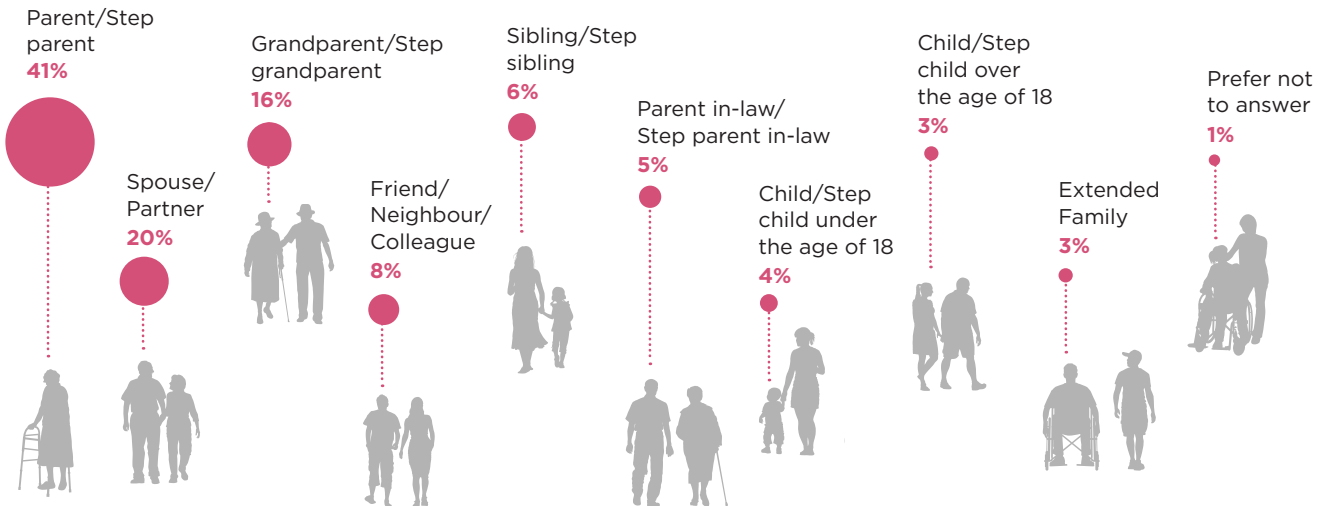 Parent/Step
parent
41%
Spouse/
Partner
20%
Grandparent/Step
grandparent
16%
Friend/
Neighbour/
Colleague
8%
Sibling/Step
sibling
6%
Parent in-law/
Step parent in-law
5%
Child/Step
child under
the age of 18
4%
Child/Step
child over
the age of 18
3%
Extended
Family
3%
Prefer not
to answer
1%